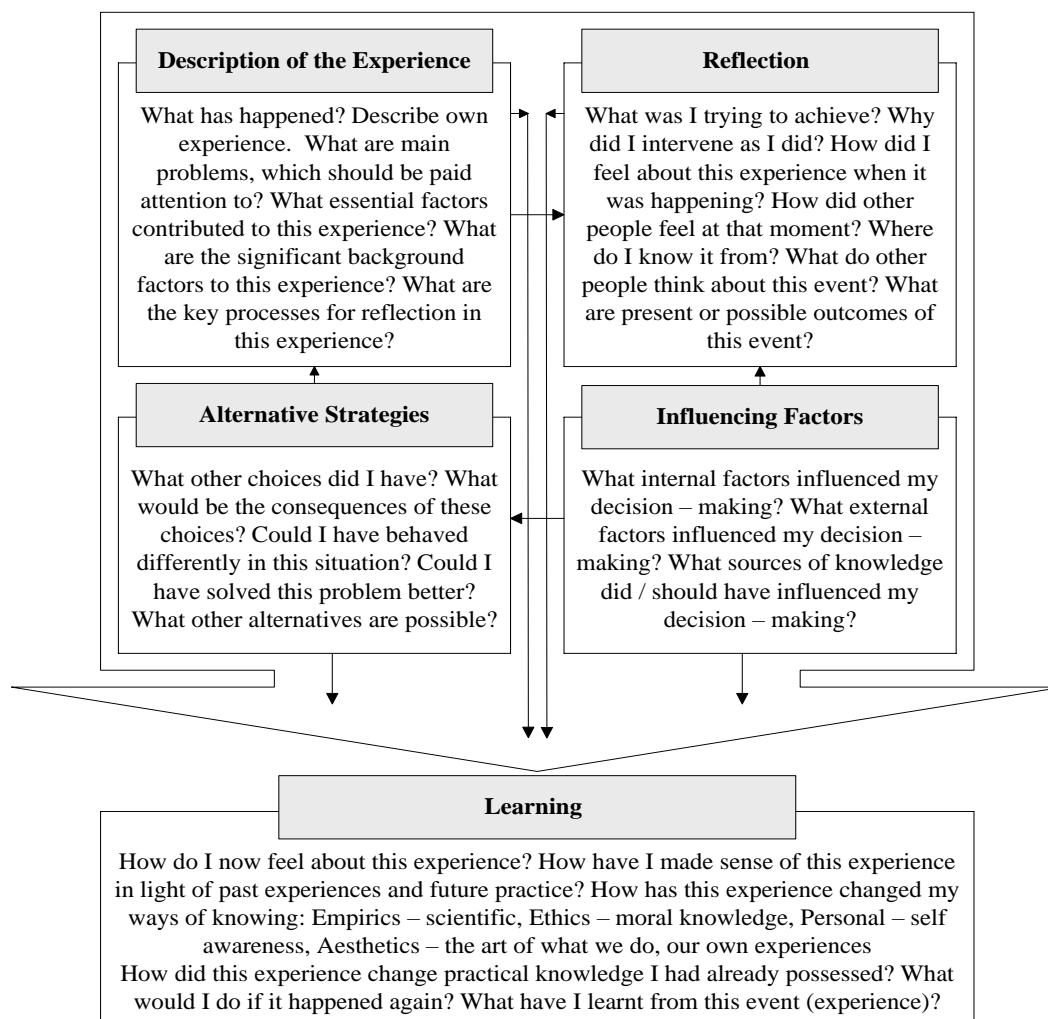 Description of the Experience
What has happened? Describe own
experience.  What are main
problems, which should be paid
attention to? What essential factors
contributed to this experience? What
are the significant background
factors to this experience? What are
the key processes for reflection in
this experience?
Reflection
What was I trying to achieve? Why
did I intervene as I did? How did I
feel about this experience when it
was happening? How did other
people feel at that moment? Where
do I know it from? What do other
people think about this event? What
are present or possible outcomes of
this event?
Alternative Strategies
What other choices did I have? What
would be the consequences of these
choices? Could I have behaved
differently in this situation? Could I
have solved this problem better?
What other alternatives are possible?
Influencing Factors
What internal factors influenced my
decision – making? What external
factors influenced my decision –
making? What sources of knowledge
did / should have influenced my
decision – making?
Learning
How do I now feel about this experience? How have I made sense of this experience
in light of past experiences and future practice? How has this experience changed my
ways of knowing: Empirics – scientific, Ethics – moral knowledge, Personal – self
awareness, Aesthetics – the art of what we do, our own experiences
How did this experience change practical knowledge I had already possessed? What
would I do if it happened again? What have I learnt from this event (experience)?